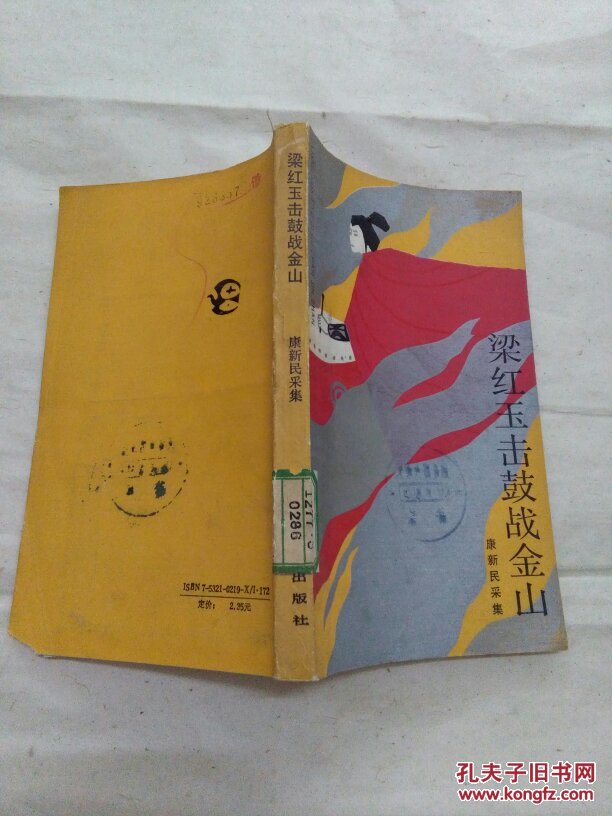 梁红玉击鼓战金山
康新民采集
梁红玉击鼓战金山
康新民采集
0286
出版社
ISBN 7-5321-0219-X/I·172
定价: 2.35元
孔夫子旧书网
www.kongfz.com